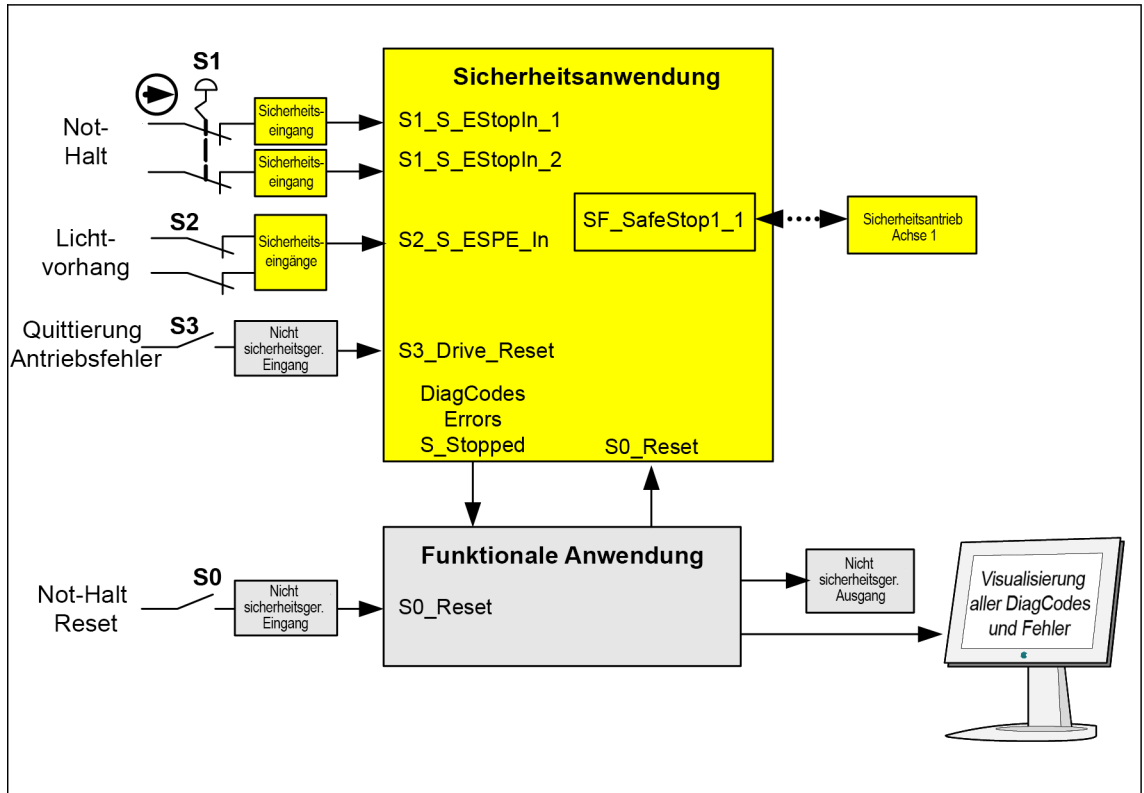 Sicherheitsanwendung
S1
Not-
Halt
Sicherheits-
eingang
S1_S_EStopIn_1
Sicherheits-
eingang
S1_S_EStopIn_2
SF_SafeStop1_1
Sicherheitsantrieb
Achse 1
S2
Licht-
vorhang
Sicherheits-
eingänge
S2_S_ESPE_In
Quittierung
Antriebsfehler
S3
Nicht
sicherheitsger.
Eingang
S3_Drive_Reset
DiagCodes
Errors
S_Stopped
S0_Reset
Funktionale Anwendung
Not-Halt
Reset
S0
Nicht
sicherheitsger.
Eingang
S0_Reset
Nicht
sicherheitsger.
Ausgang
Visualisierung
aller DiagCodes
und Fehler